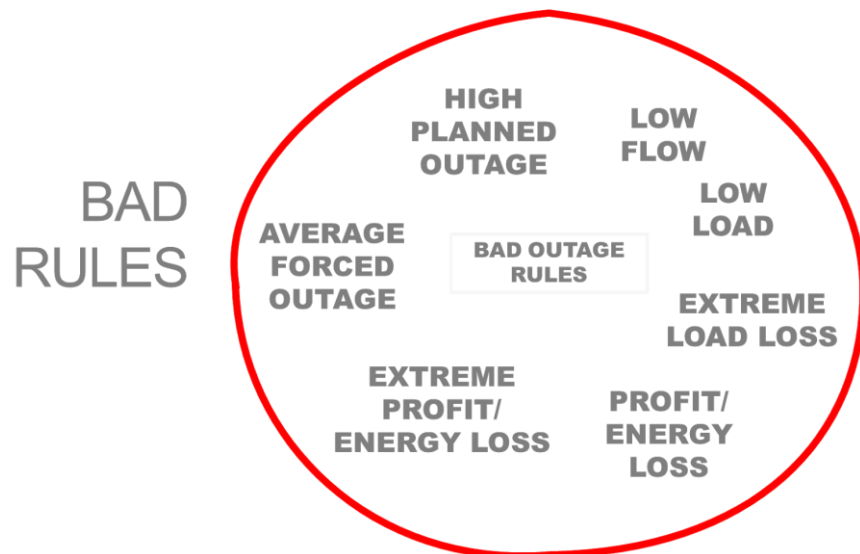 BAD
RULES
HIGH
PLANNED
OUTAGE
LOW
FLOW
LOW
LOAD
AVERAGE
FORCED
OUTAGE
BAD OUTAGE
RULES
EXTREME
LOAD LOSS
EXTREME
PROFIT/
ENERGY LOSS
PROFIT/
ENERGY
LOSS